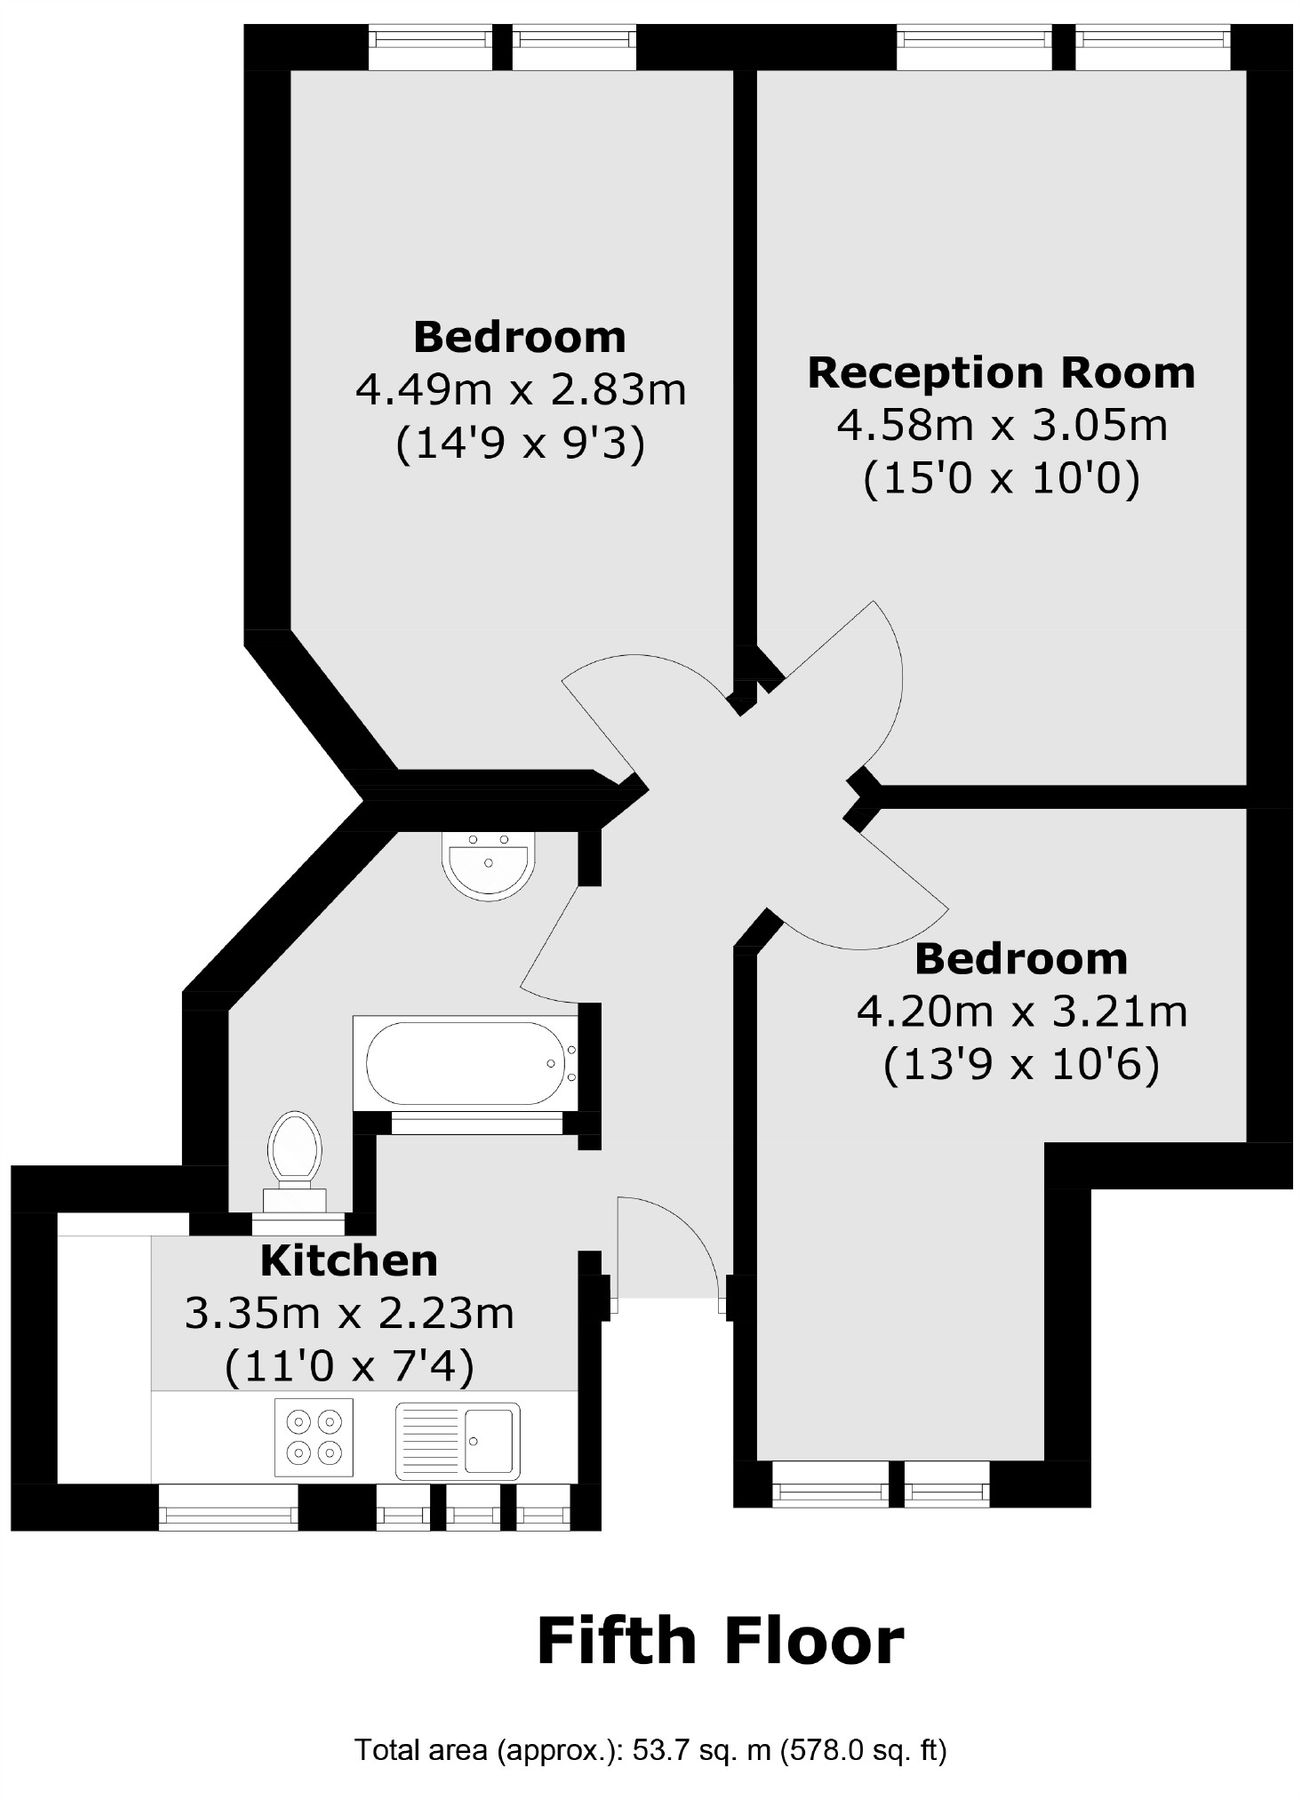 Bedroom
4.49m x 2.83m
(14'9 x 9'3)
Reception Room
4.58m x 3.05m
(15'0 x 10'0)
Bedroom
4.20m x 3.21m
(13'9 x 10'6)
Kitchen
3.35m x 2.23m
(11'0 x 7'4)
Fifth Floor
Total area (approx.): 53.7 sq. m (578.0 sq. ft)